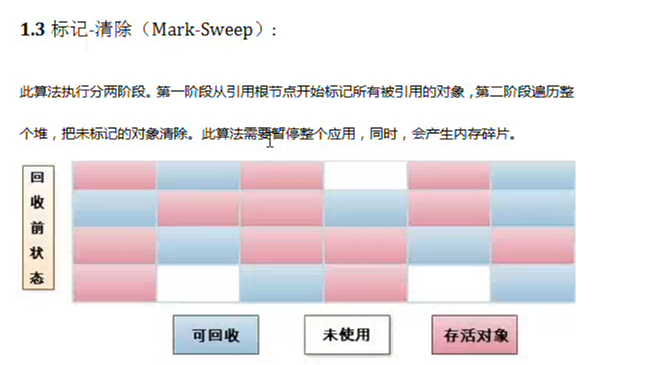 1.3 标记-清除（Mark-Sweep）:
此算法执行分两阶段。第一阶段从引用根节点开始标记所有被引用的对象，第二阶段遍历整
个堆，把未标记的对象清除。此算法需要暂停整个应用，同时，会产生内存碎片。
回
收
前
状
态
可回收
未使用
存活对象